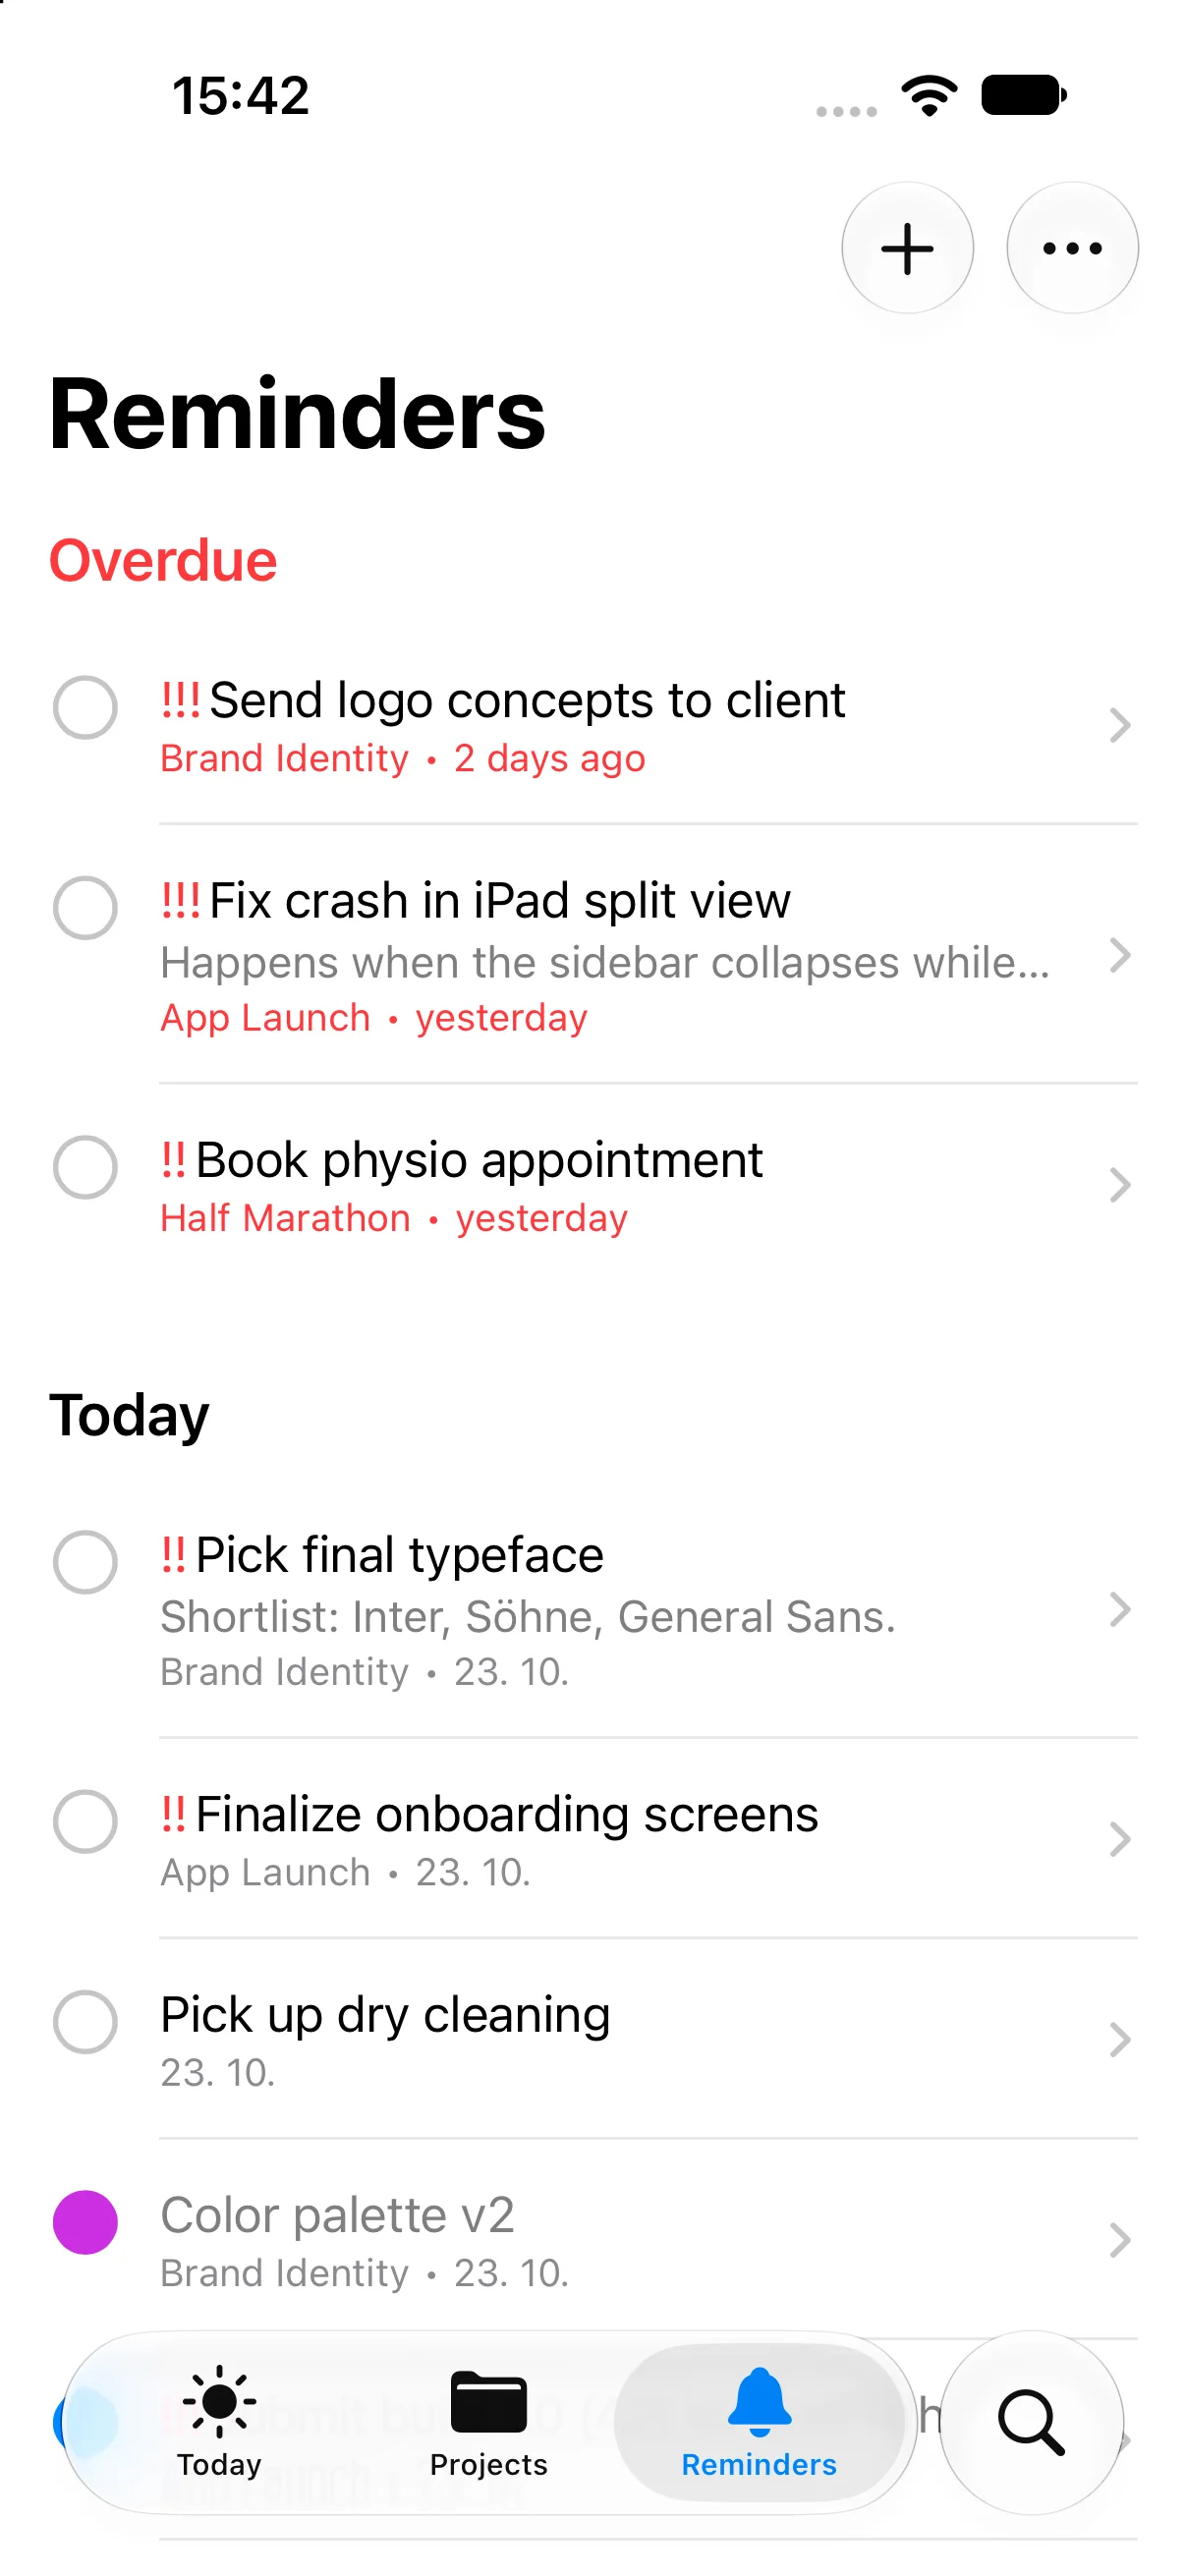 15:42
Reminders
Overdue
!!! Send logo concepts to client
Brand Identity • 2 days ago
!!! Fix crash in iPad split view
Happens when the sidebar collapses while...
App Launch • yesterday
!! Book physio appointment
Half Marathon • yesterday
Today
!! Pick final typeface
Shortlist: Inter, Söhne, General Sans.
Brand Identity • 23. 10.
!! Finalize onboarding screens
App Launch • 23. 10.
Pick up dry cleaning
23. 10.
Color palette v2
Brand Identity • 23. 10.
Today
Projects
Reminders